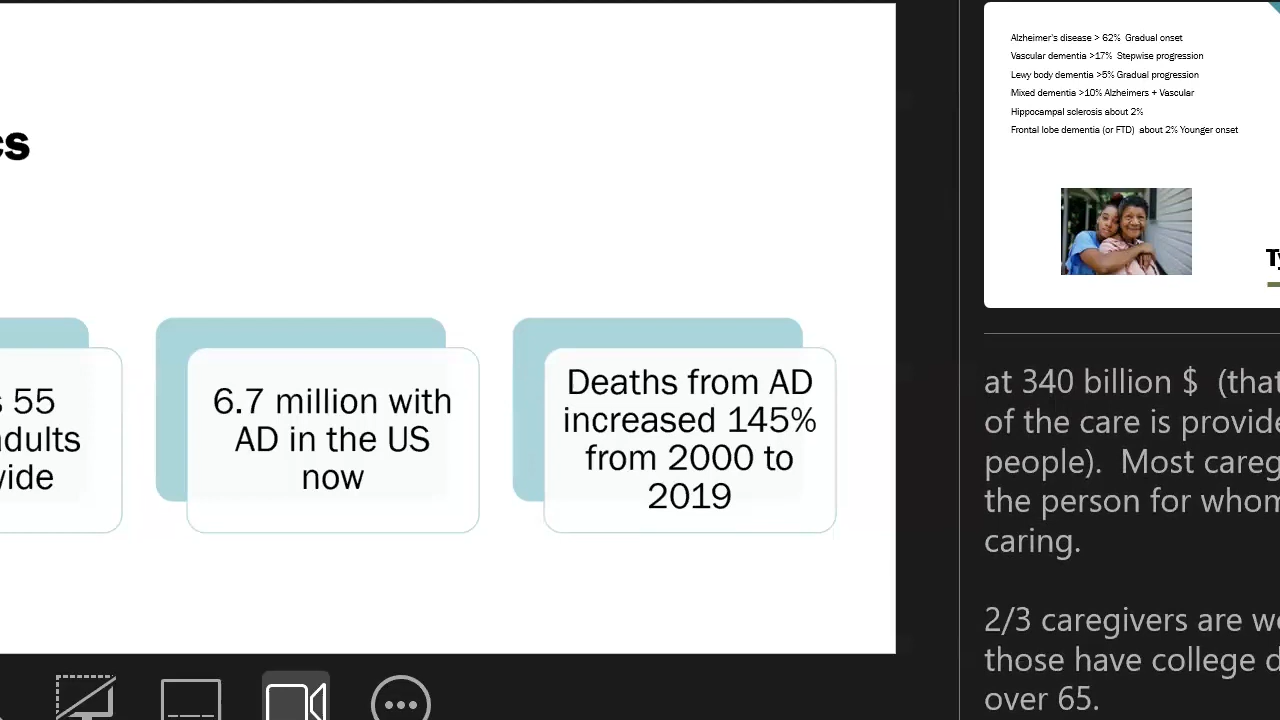 cs
s 55
adults
wide
6.7 million with
AD in the US
now
Deaths from AD
increased 145%
from 2000 to
2019
Alzheimer's disease > 62% Gradual onset
Vascular dementia >17% Stepwise progression
Lewy body dementia >5% Gradual progression
Mixed dementia >10% Alzheimers + Vascular
Hippocampal sclerosis about 2%
Frontal lobe dementia (or FTD) about 2% Younger onset
Ty
at 340 billion $ (that
of the care is provide
people). Most careg
the person for whom
caring.
2/3 caregivers are wo
those have college d
over 65.